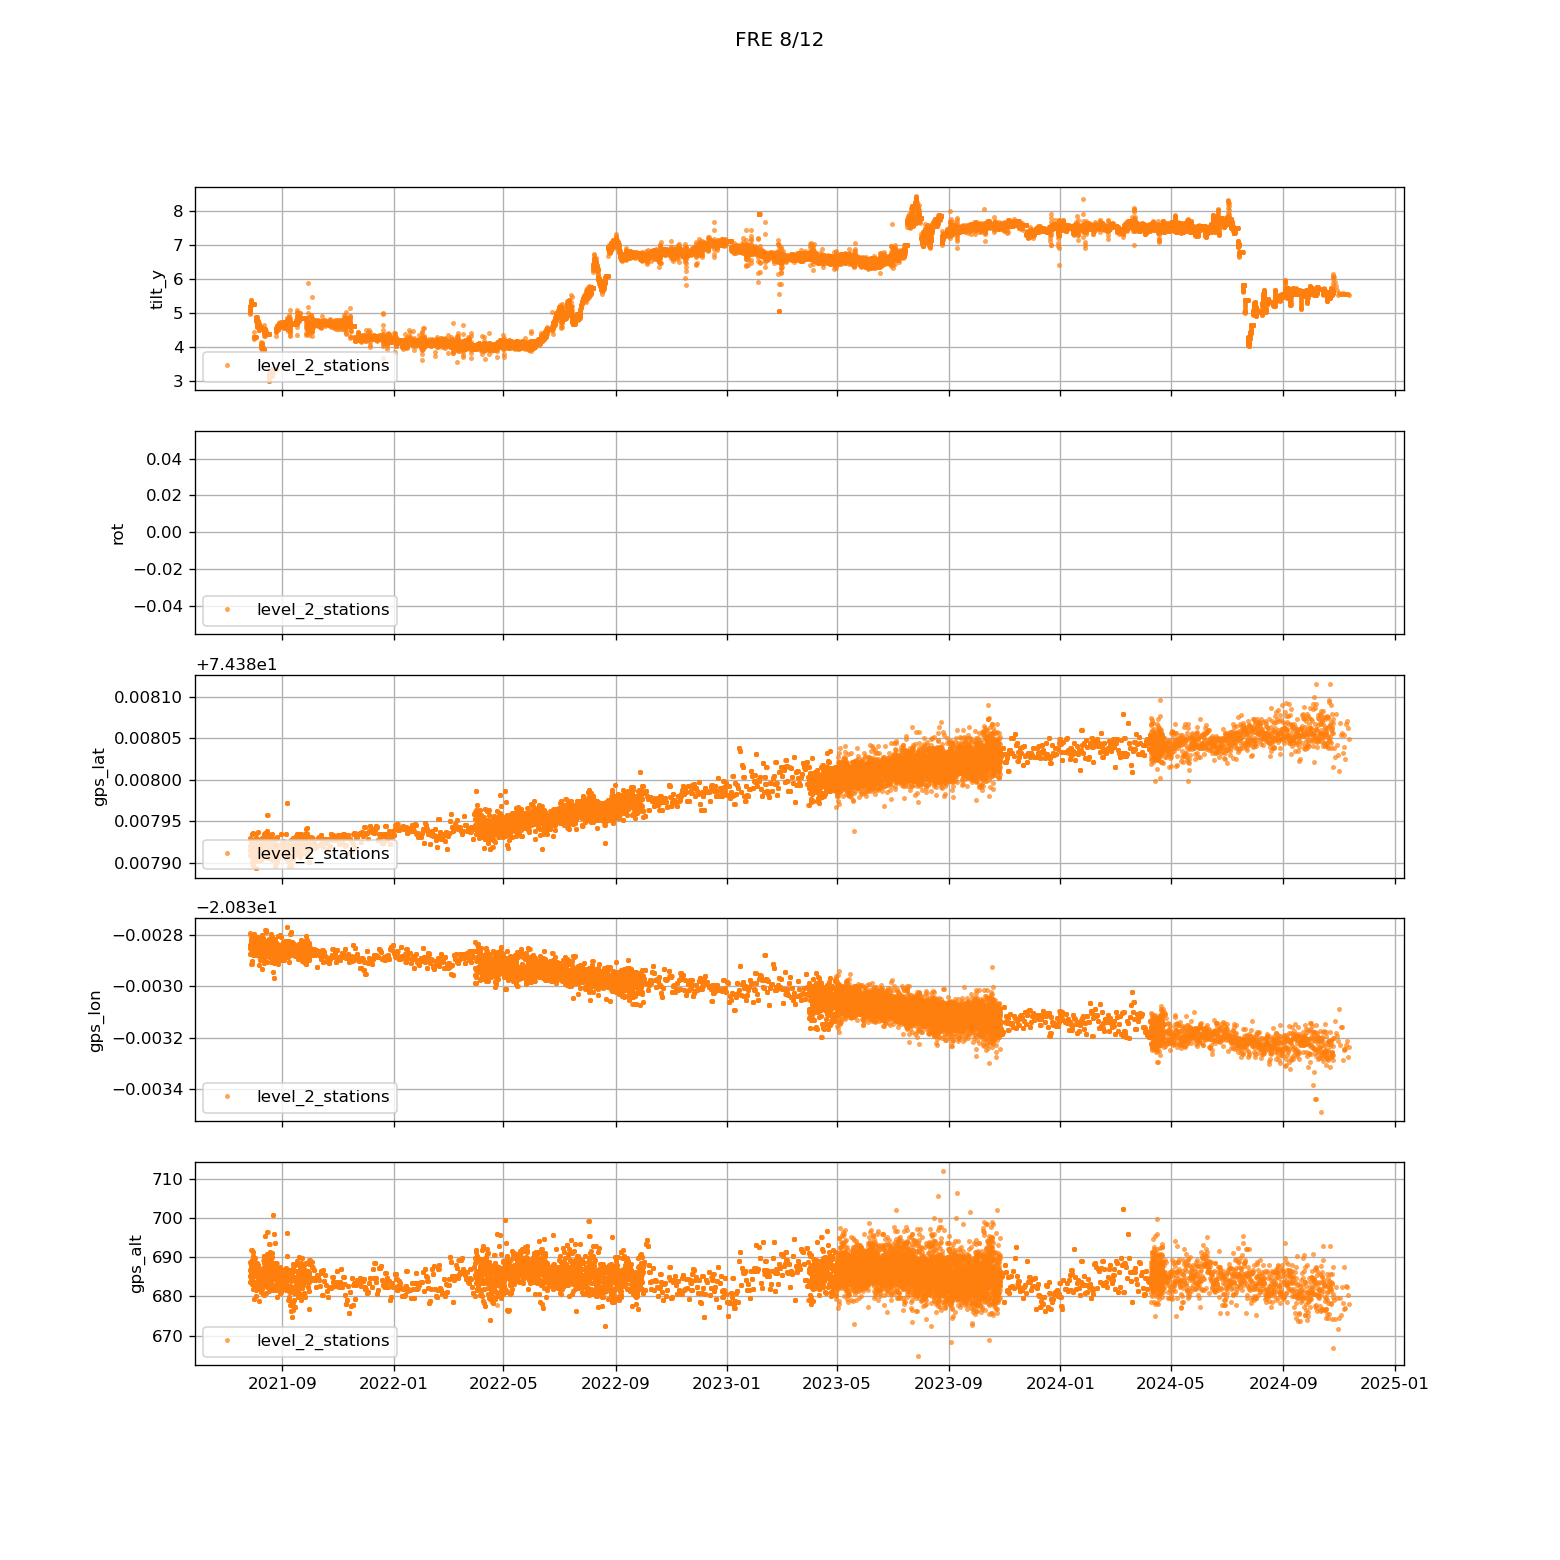 FRE 8/12
8
7
6
5
4
3
tilt_y
level_2_stations
0.04
0.02
0.00
−0.02
−0.04
rot
level_2_stations
+7.438e1
0.00810
0.00805
0.00800
0.00795
0.00790
gps_lat
level_2_stations
−2.083e1
−0.0028
−0.0030
−0.0032
−0.0034
gps_lon
level_2_stations
710
700
690
680
670
gps_alt
level_2_stations
2021-09 2022-01 2022-05 2022-09 2023-01 2023-05 2023-09 2024-01 2024-05 2024-09 2025-01